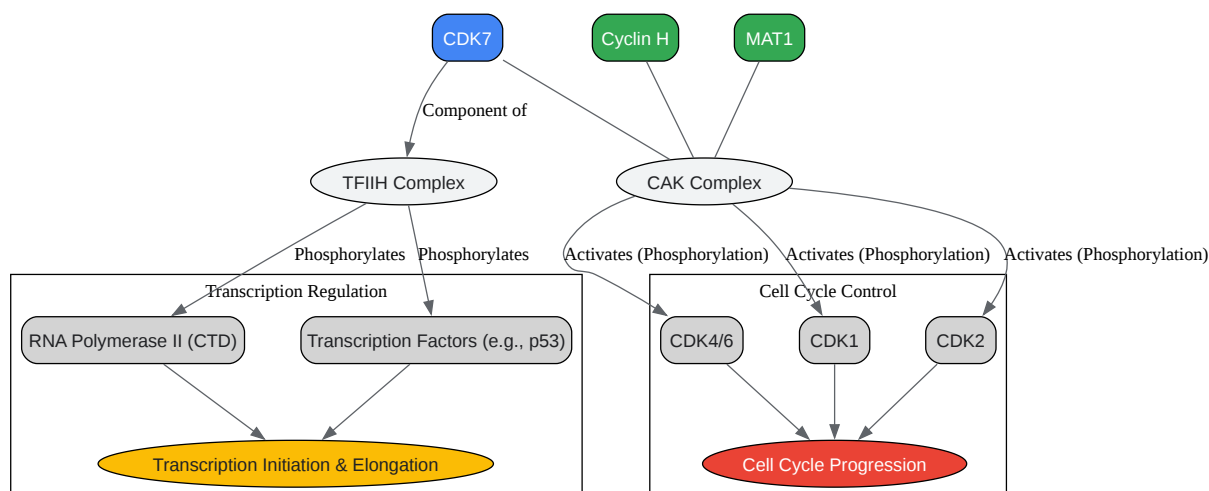 CDK7
Cyclin H
MAT1
Component of
TFIIH Complex
CAK Complex
Phosphorylates
Phosphorylates
Activates (Phosphorylation)
Activates (Phosphorylation)
Activates (Phosphorylation)
Transcription Regulation
Cell Cycle Control
RNA Polymerase II (CTD)
Transcription Factors (e.g., p53)
CDK4/6
CDK1
CDK2
Transcription Initiation & Elongation
Cell Cycle Progression